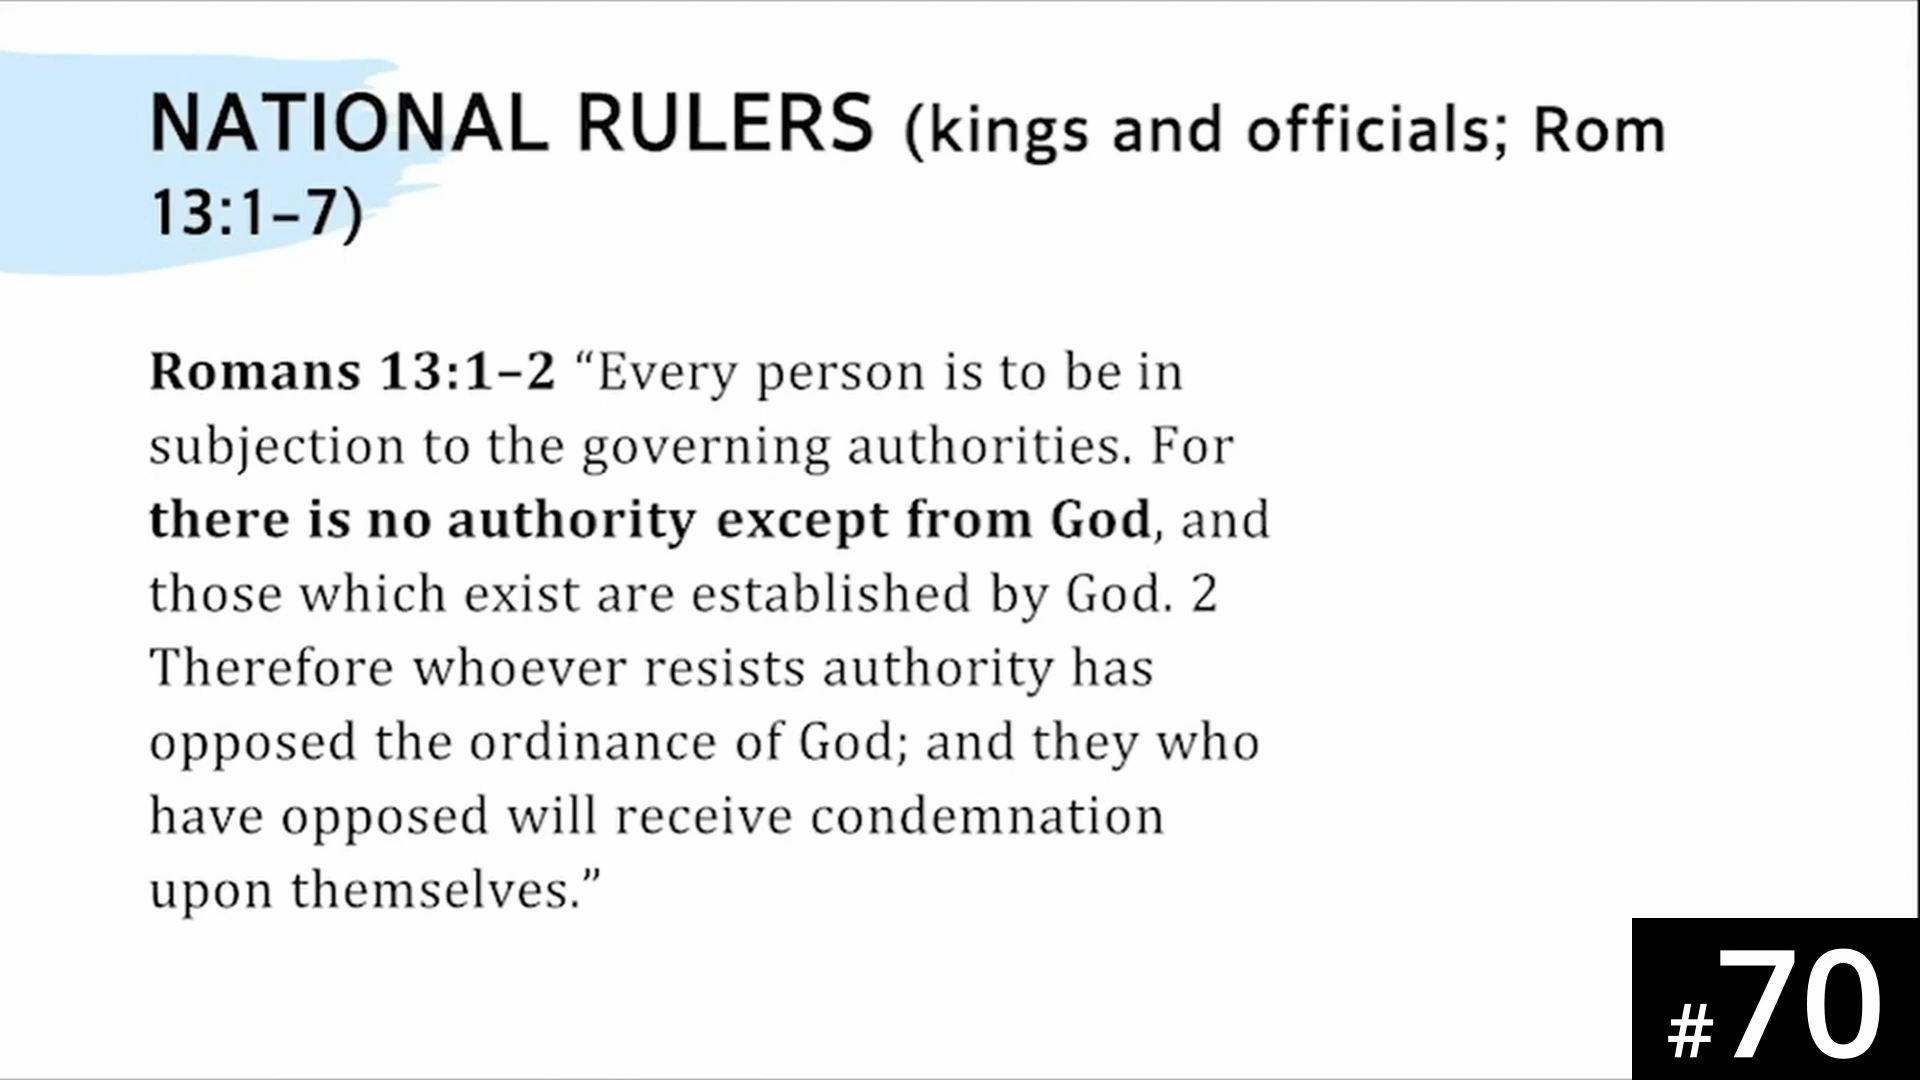 NATIONAL RULERS (kings and officials; Rom
13:1–7)
Romans 13:1–2 “Every person is to be in
subjection to the governing authorities. For
there is no authority except from God, and
those which exist are established by God. 2
Therefore whoever resists authority has
opposed the ordinance of God; and they who
have opposed will receive condemnation
upon themselves.”
#70